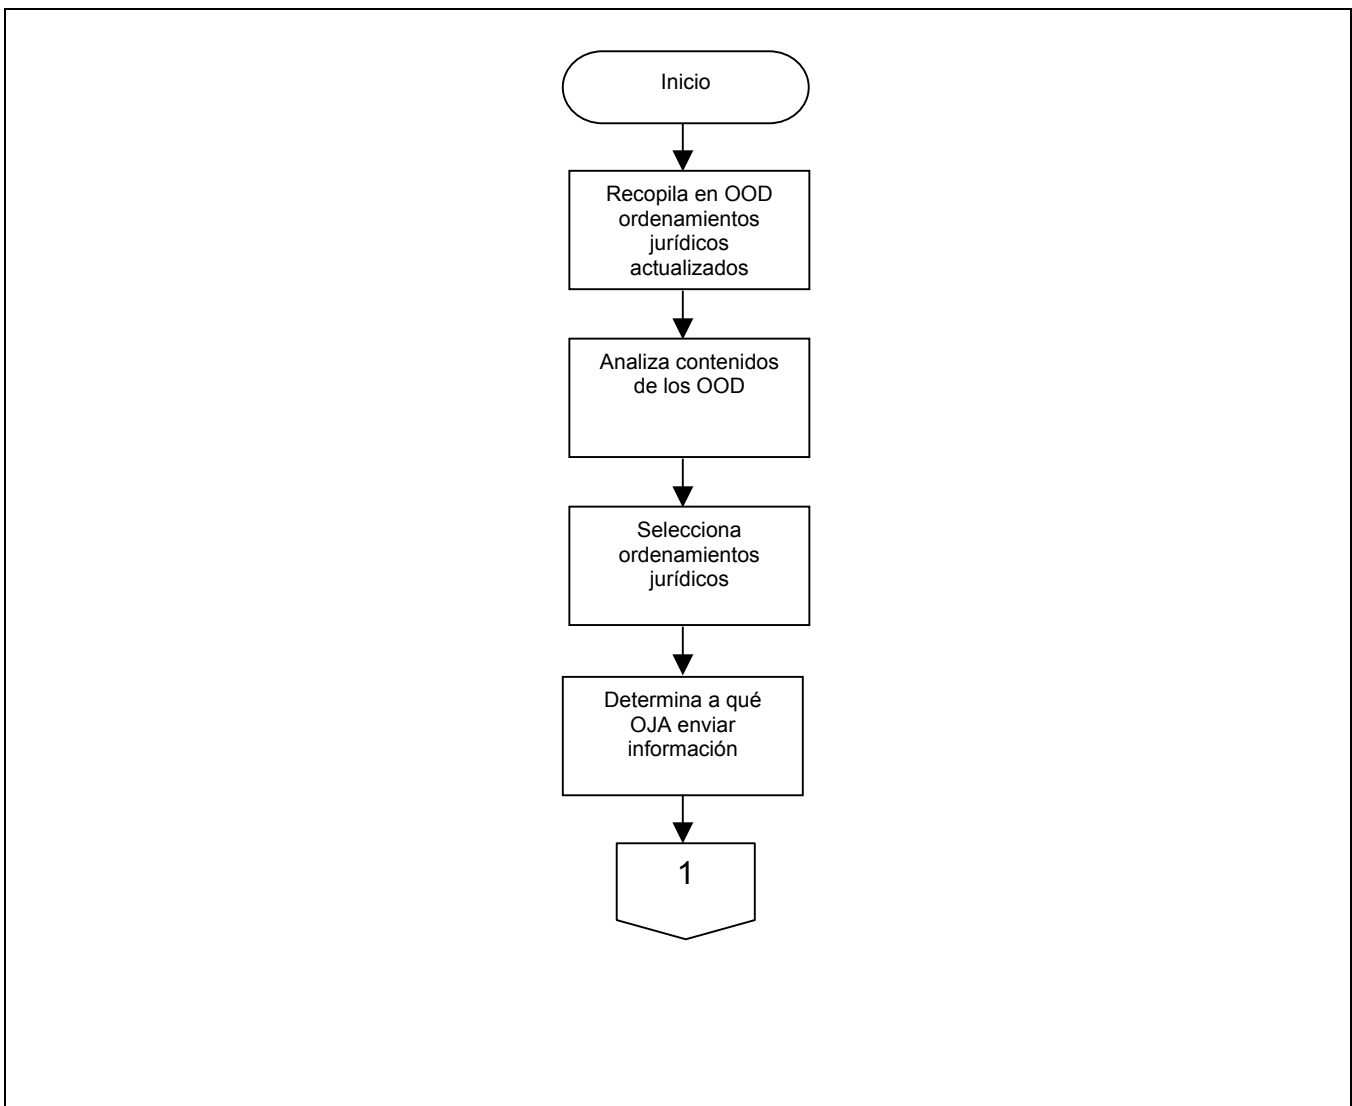 Inicio
Recopila en OOD
ordenamientos
jurídicos
actualizados
Analiza contenidos
de los OOD
Selecciona
ordenamientos
jurídicos
Determina a qué
OJA enviar
información
1